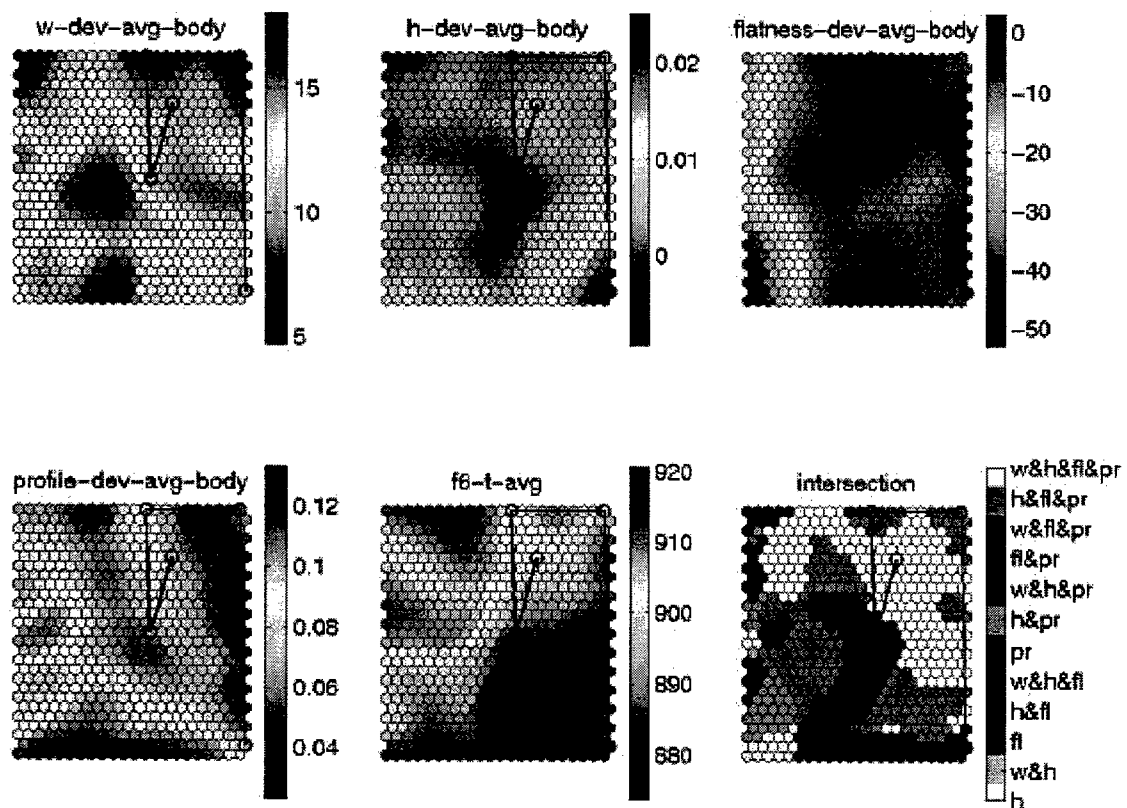 w-dev-avg-body
15
10
5
h-dev-avg-body
0.02
0.01
0
flatness-dev-avg-body
0
-10
-20
-30
-40
-50
profile-dev-avg-body
0.12
0.1
0.08
0.06
0.04
f6-t-avg
920
910
900
890
880
intersection
w&h&fl&pr
h&fl&pr
w&fl&pr
fl&pr
w&h&pr
h&pr
pr
w&h&fl
h&fl
fl
w&h
h